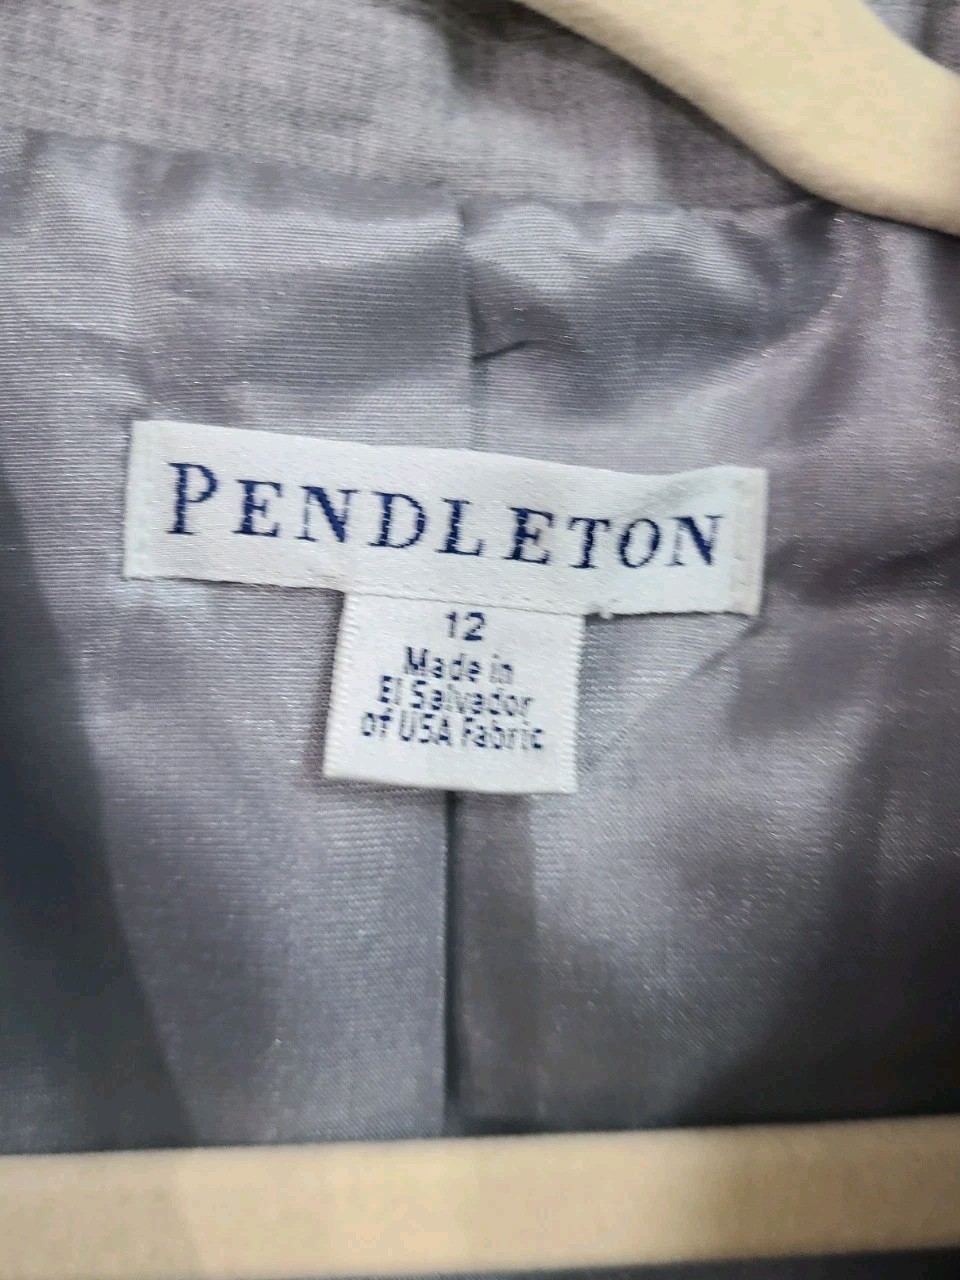 PENDLETON
12
Made in
El Salvador
of USA Fabric